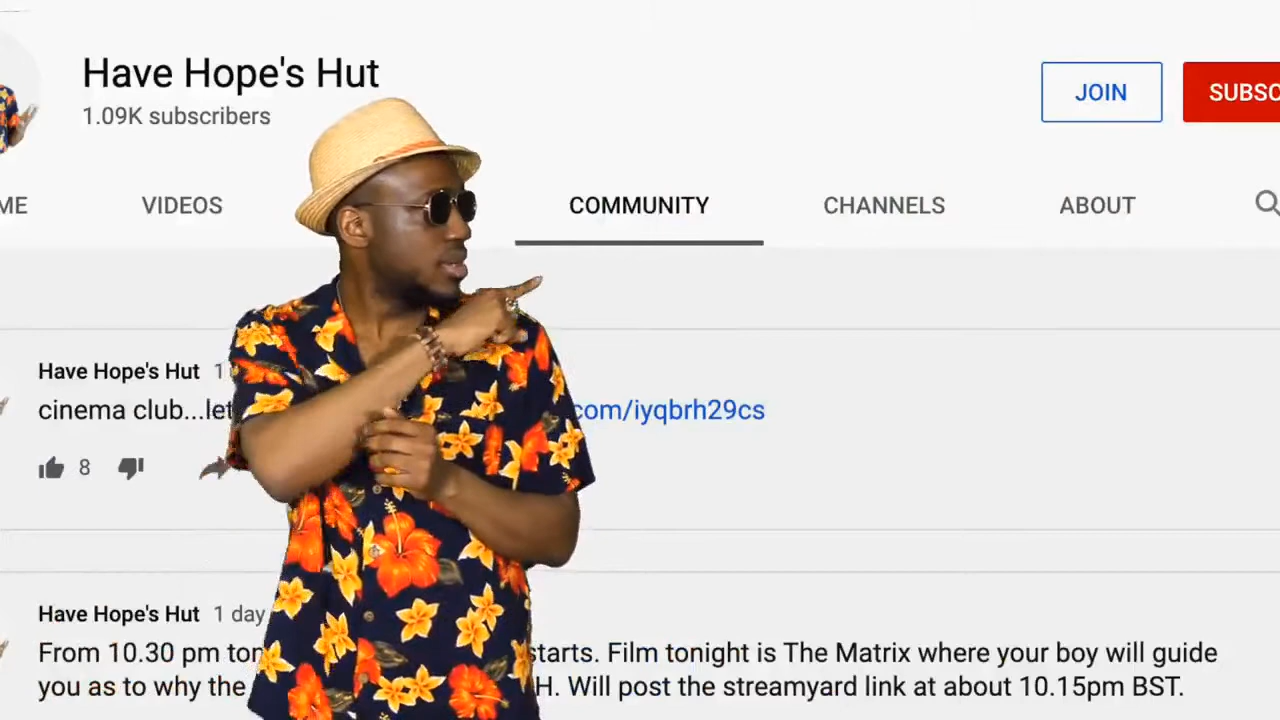 Have Hope's Hut
1.09K subscribers
JOIN
SUBSC
ME
VIDEOS
COMMUNITY
CHANNELS
ABOUT
Have Hope's Hut 1
cinema club...let com/iyqbrh29cs
8
Have Hope's Hut 1 day
From 10.30 pm ton starts. Film tonight is The Matrix where your boy will guide
you as to why the H. Will post the streamyard link at about 10.15pm BST.